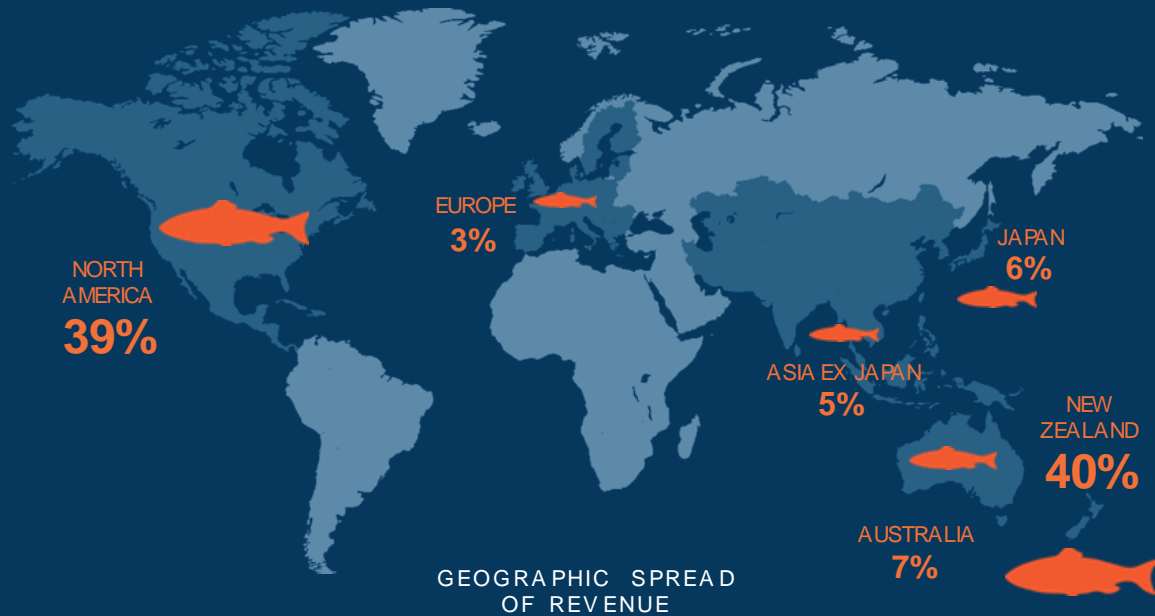 EUROPE
3%
NORTH
AMERICA
39%
JAPAN
6%
ASIA EX JAPAN
5%
NEW
ZEALAND
40%
AUSTRALIA
7%
GEOGRAPHIC SPREAD
OF REVENUE